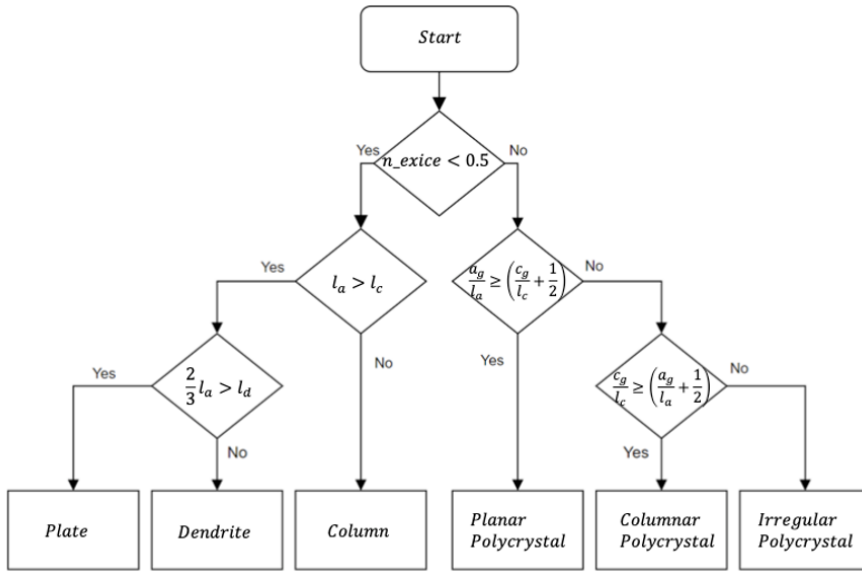 Start
Yes
n_exice < 0.5
No
Yes
l_a > l_c
a_g/l_a ≥ (c_g/l_c + 1/2)
No
No
Yes
Yes
2/3 l_a > l_d
c_g/l_c ≥ (a_g/l_a + 1/2)
No
No
Yes
Plate
Dendrite
Column
Planar
Polycrystal
Columnar
Polycrystal
Irregular
Polycrystal